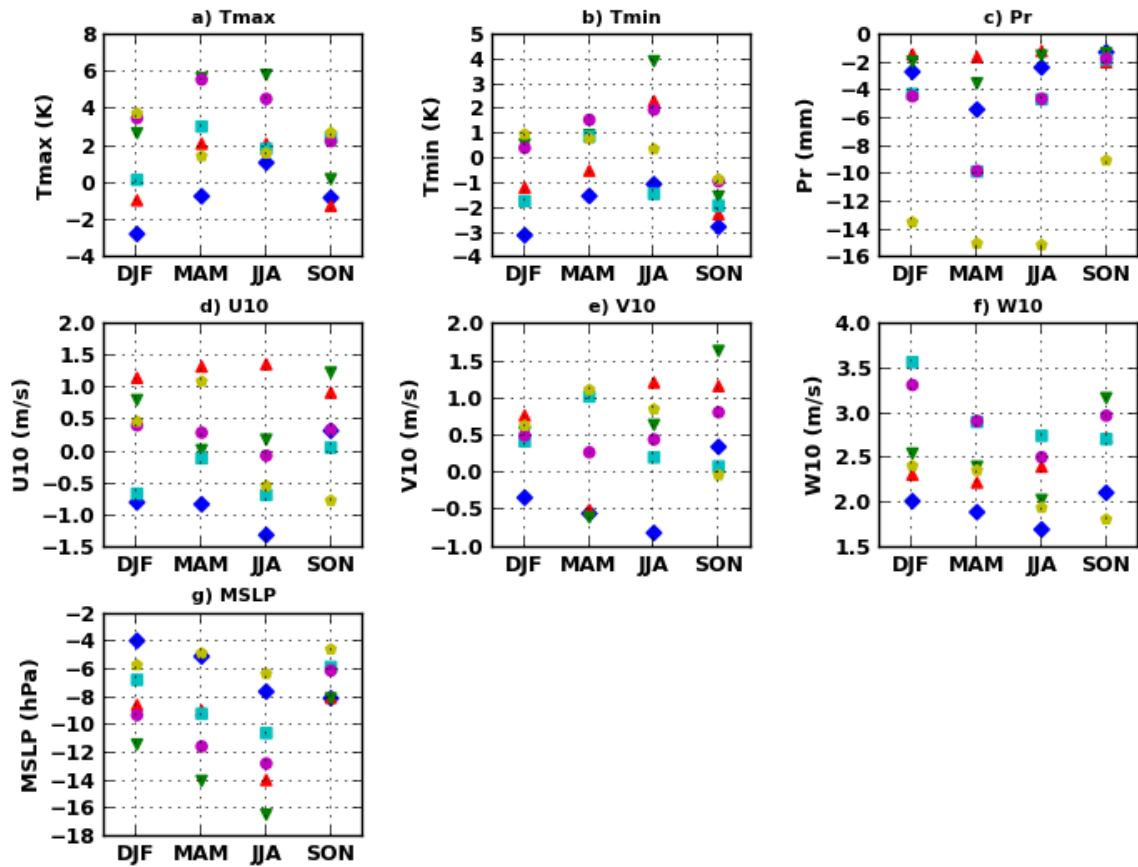 a) Tmax
8
6
4
2
0
−2
−4
Tmax (K)
DJF MAM JJA SON
b) Tmin
5
4
3
2
1
0
−1
−2
−3
−4
Tmin (K)
DJF MAM JJA SON
c) Pr
0
−2
−4
−6
−8
−10
−12
−14
−16
Pr (mm)
DJF MAM JJA SON
d) U10
2.0
1.5
1.0
0.5
0.0
−0.5
−1.0
−1.5
U10 (m/s)
DJF MAM JJA SON
e) V10
2.0
1.5
1.0
0.5
0.0
−0.5
−1.0
V10 (m/s)
DJF MAM JJA SON
f) W10
4.0
3.5
3.0
2.5
2.0
1.5
W10 (m/s)
DJF MAM JJA SON
g) MSLP
−2
−4
−6
−8
−10
−12
−14
−16
−18
MSLP (hPa)
DJF MAM JJA SON